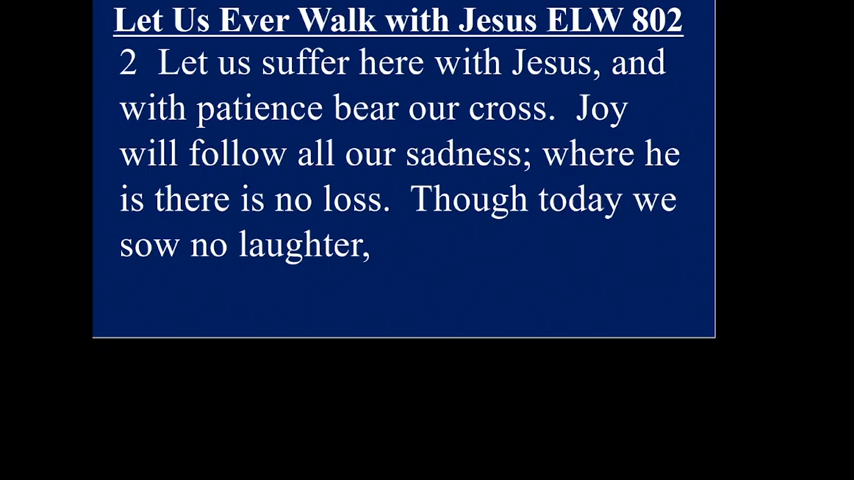 Let Us Ever Walk with Jesus ELW 802
2 Let us suffer here with Jesus, and
with patience bear our cross. Joy
will follow all our sadness; where he
is there is no loss. Though today we
sow no laughter,